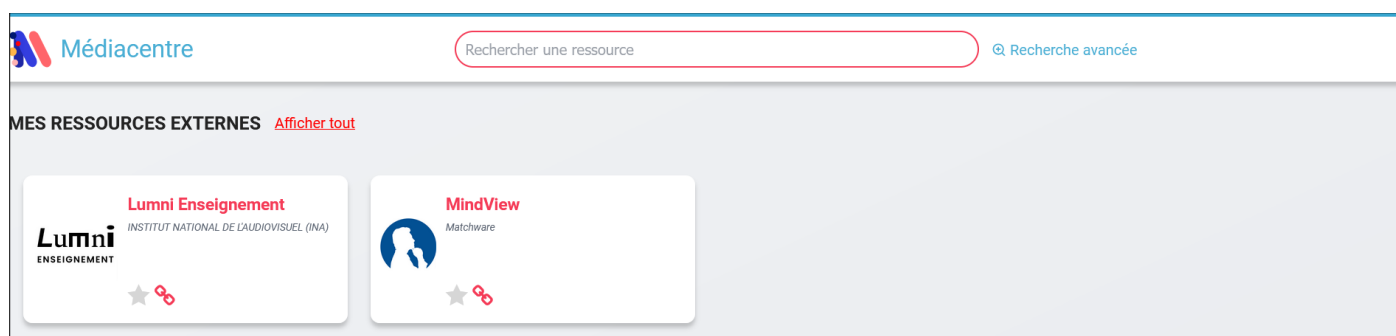 Médiacentre
Rechercher une ressource
Recherche avancée
MES RESSOURCES EXTERNES Afficher tout
Lumni Enseignement
INSTITUT NATIONAL DE L'AUDIOVISUEL (INA)
Lumni
ENSEIGNEMENT
MindView
Matchware